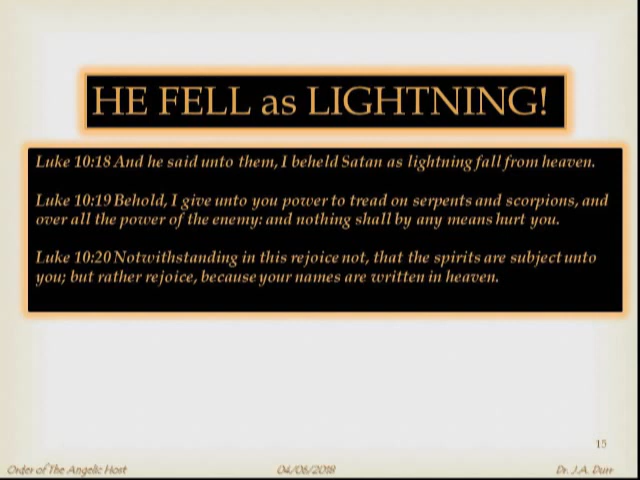 HE FELL as LIGHTNING!
Luke 10:18 And he said unto them, I beheld Satan as lightning fall from heaven.
Luke 10:19 Behold, I give unto you power to tread on serpents and scorpions, and
over all the power of the enemy: and nothing shall by any means hurt you.
Luke 10:20 Notwithstanding in this rejoice not, that the spirits are subject unto
you; but rather rejoice, because your names are written in heaven.
15
Order of The Angelic Host 04/08/2018 Dr. J.A. Durr